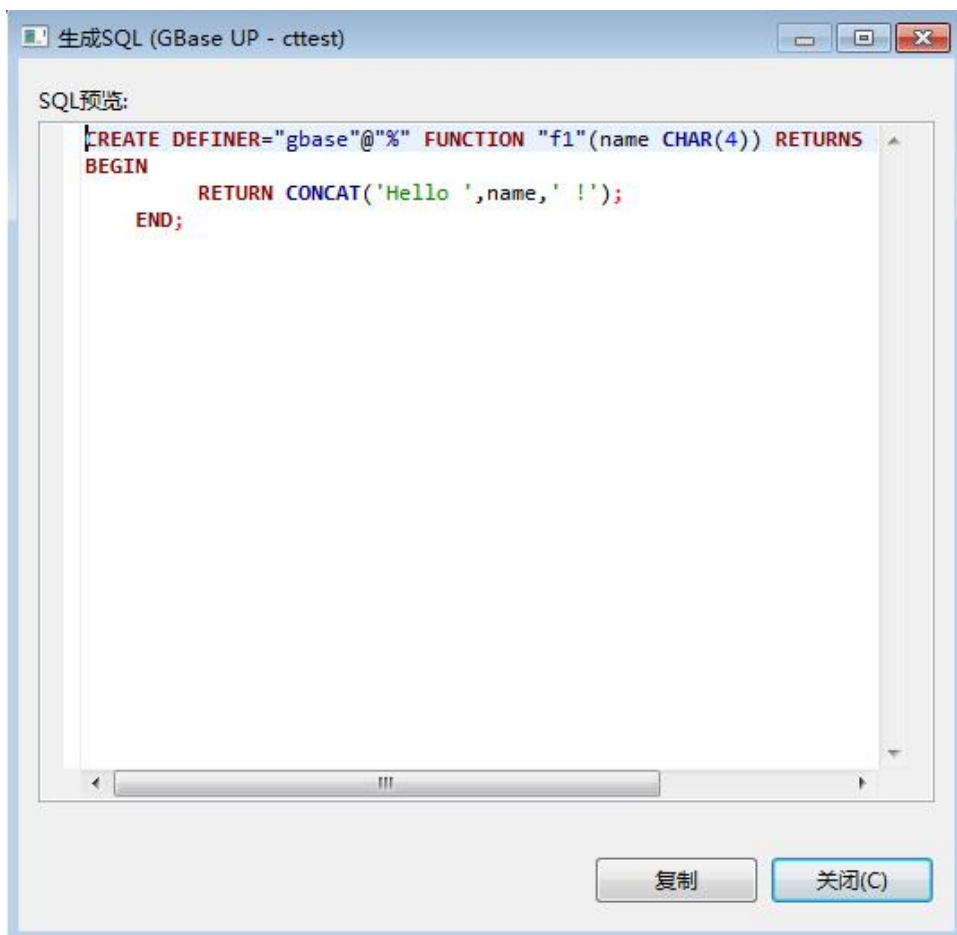 生成SQL (GBase UP - cttest)
SQL预览:
CREATE DEFINER="gbase"@"%" FUNCTION "f1"(name CHAR(4)) RETURNS
BEGIN
RETURN CONCAT('Hello ',name,' !');
END;
复制
关闭(C)